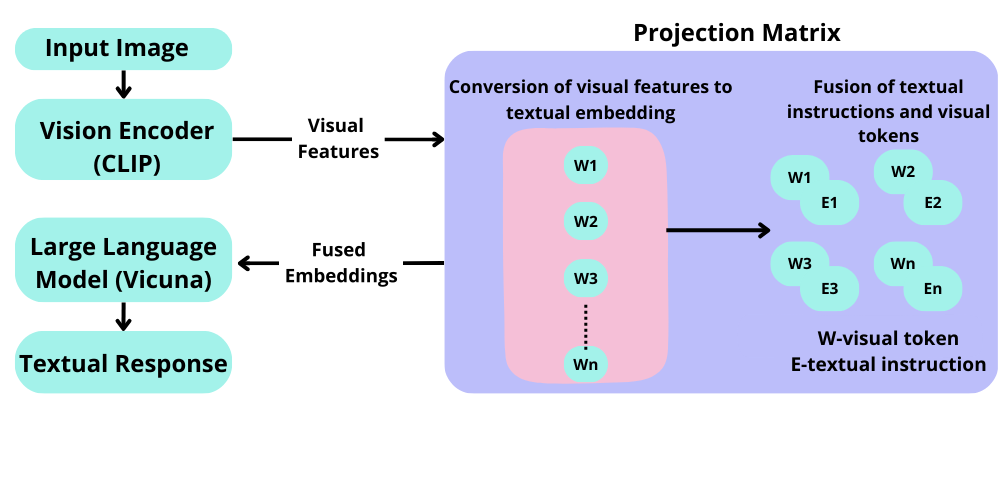 Input Image
Vision Encoder
(CLIP)
Visual
Features
Large Language
Model (Vicuna)
Fused
Embeddings
Textual Response
Projection Matrix
Conversion of visual features to
textual embedding
W1
W2
W3
Wn
Fusion of textual
instructions and visual
tokens
W1
E1
W2
E2
W3
E3
Wn
En
W-visual token
E-textual instruction